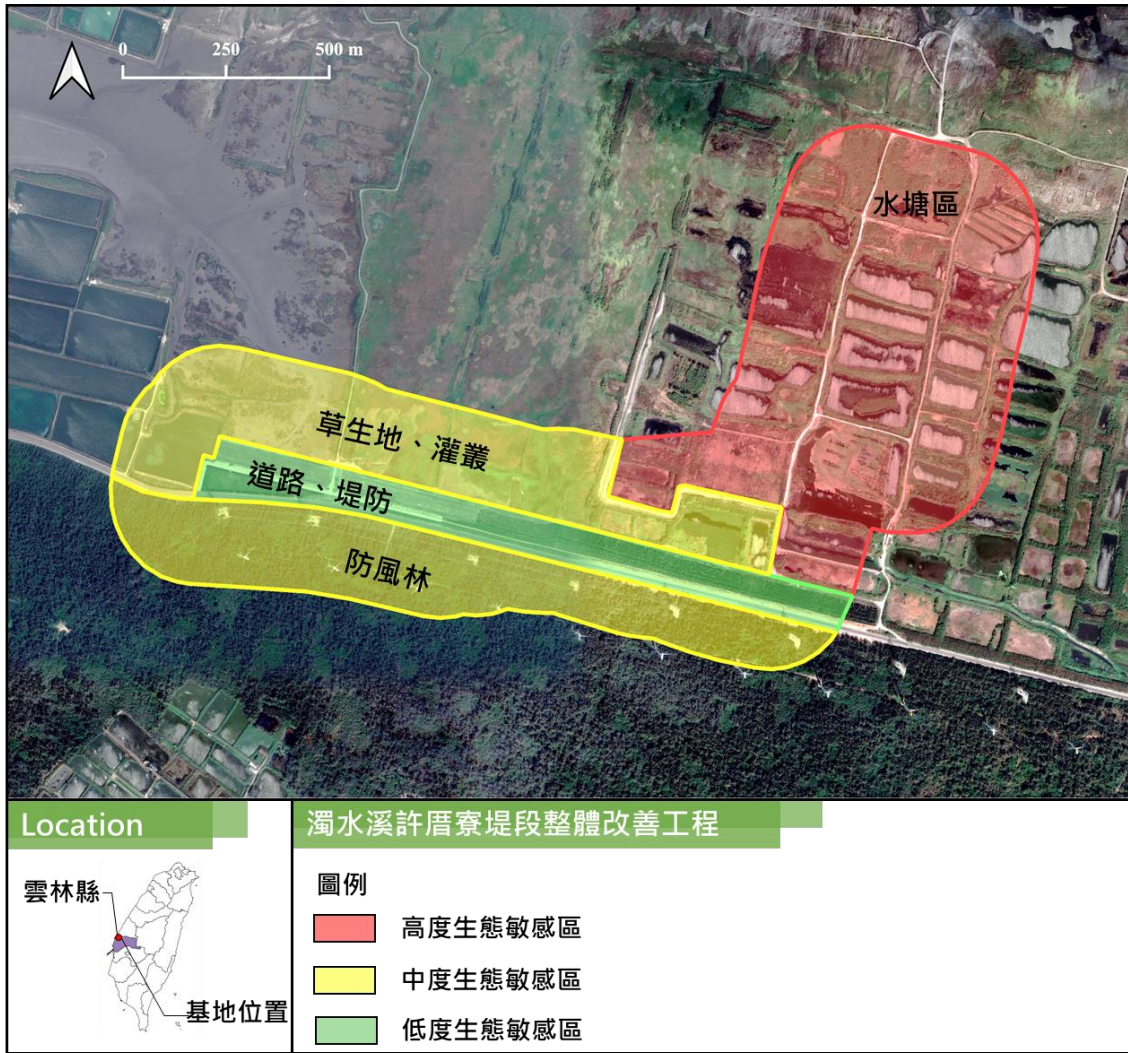 0 250 500 m
水塘區
草生地、灌叢
道路、堤防
防風林
Location
雲林縣
基地位置
濁水溪許厝寮堤段整體改善工程
圖例
高度生態敏感區
中度生態敏感區
低度生態敏感區